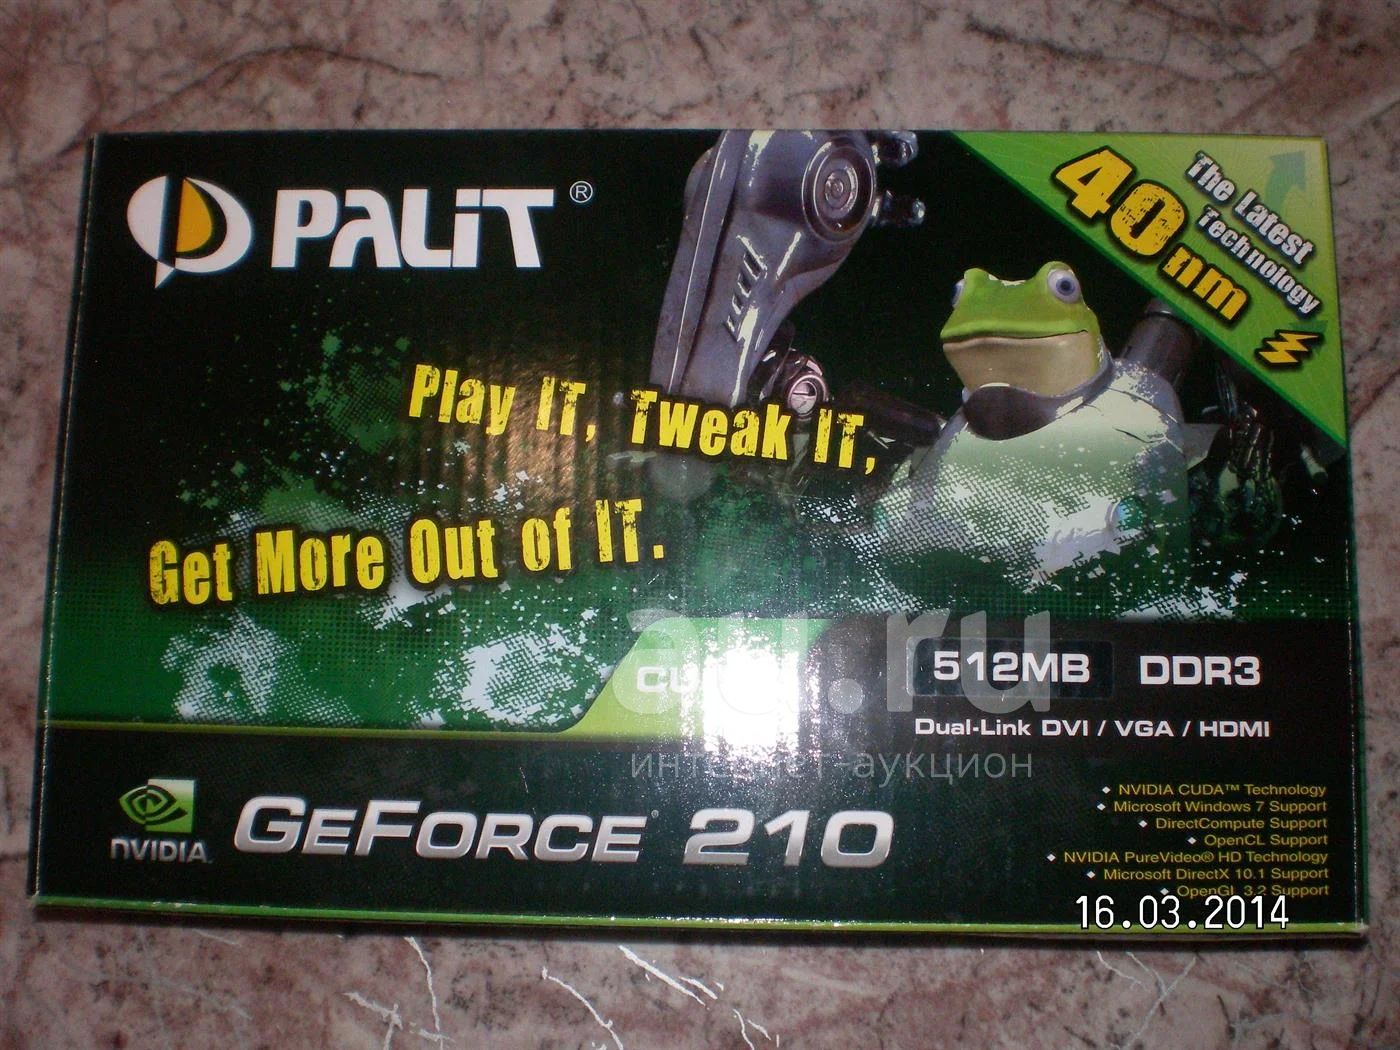 PALiT®
40nm
The Latest
Technology
Play IT, Tweak IT,
Get More Out of IT.
au.ru
интернет-аукцион
512MB DDR3
Dual-Link DVI / VGA / HDMI
NVIDIA
GEFORCE 210
NVIDIA CUDA™ Technology
Microsoft Windows 7 Support
DirectCompute Support
OpenCL Support
NVIDIA PureVideo® HD Technology
Microsoft DirectX 10.1 Support
OpenGL 3.2 Support
16.03.2014